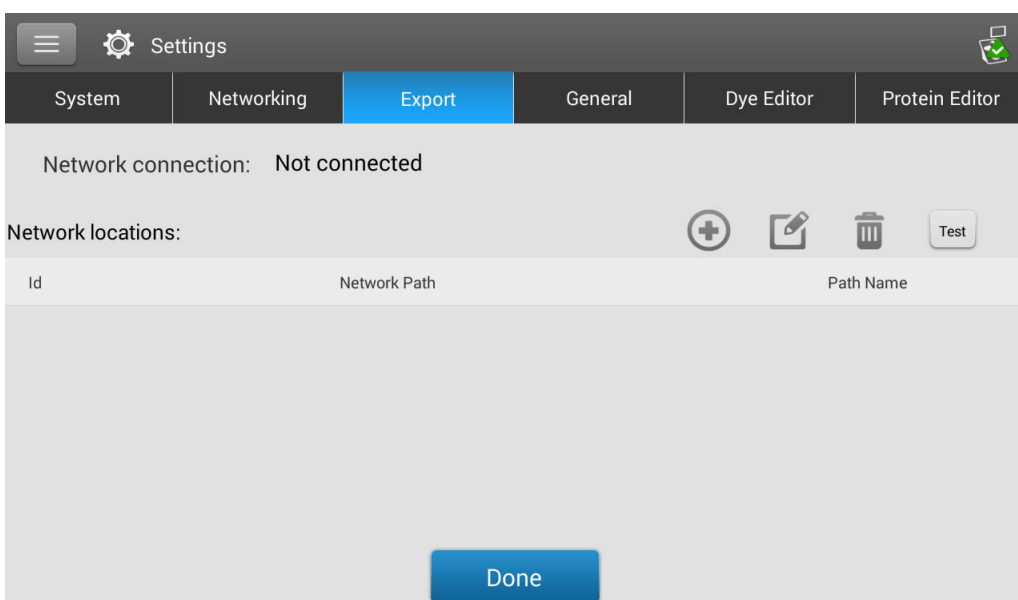 Settings
System Networking Export General Dye Editor Protein Editor
Network connection: Not connected
Network locations: Test
Id Network Path Path Name
Done